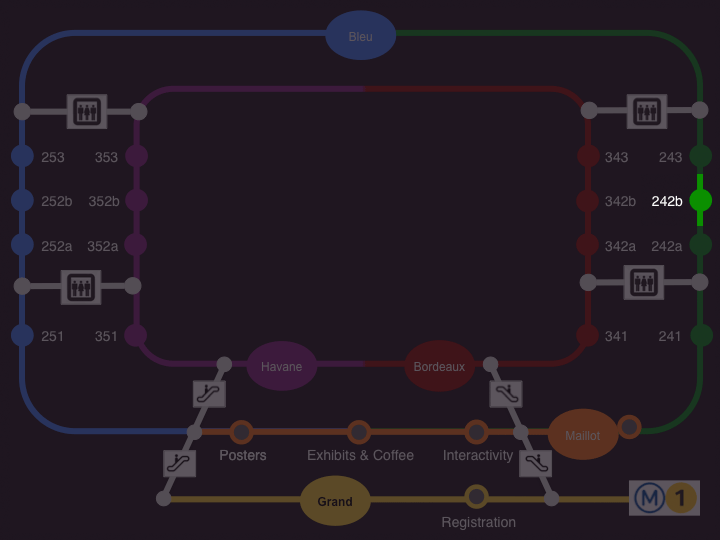 Bleu
253 353 343 243
252b 352b 342b 242b
252a 352a 342a 242a
251 351 341 241
Havane Bordeaux
Maillot
Posters Exhibits & Coffee Interactivity
Grand M 1
Registration